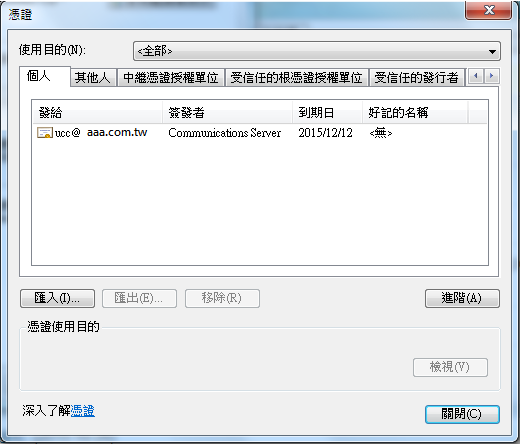 憑證
使用目的(N):
<全部>
個人 其他人 中繼憑證授權單位 受信任的根憑證授權單位 受信任的發行者
發給 簽發者 到期日 好記的名稱
ucc@ aaa.com.tw Communications Server 2015/12/12 <無>
匯入(I)... 匯出(E)... 移除(R) 進階(A)
憑證使用目的
檢視(V)
深入了解憑證
關閉(C)